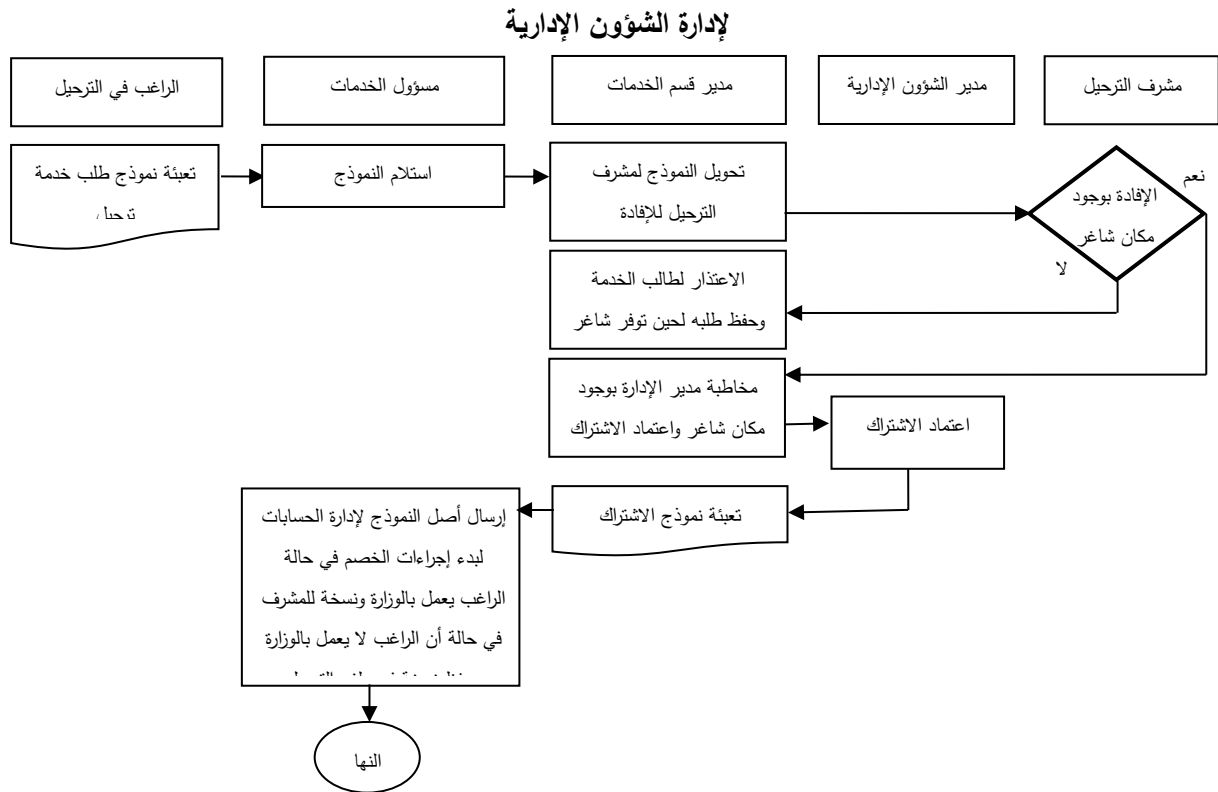 لإدارة الشؤون الإدارية
الراغب في الترحيل
مسؤول الخدمات
مدير قسم الخدمات
مدير الشؤون الإدارية
مشرف الترحيل
تعبئة نموذج طلب خدمة
ترحيل
استلام النموذج
تحويل النموذج لمشرف
الترحيل للإفادة
الإفادة بوجود
مكان شاغر
نعم
لا
الاعتذار لطالب الخدمة
وحفظ طلبه لحين توفر شاغر
مخاطبة مدير الإدارة بوجود
مكان شاغر واعتماد الاشتراك
اعتماد الاشتراك
تعبئة نموذج الاشتراك
إرسال أصل النموذج لإدارة الحسابات
لبدء إجراءات الخصم في حالة
الراغب يعمل بالوزارة ونسخة للمشرف
في حالة أن الراغب لا يعمل بالوزارة
النها